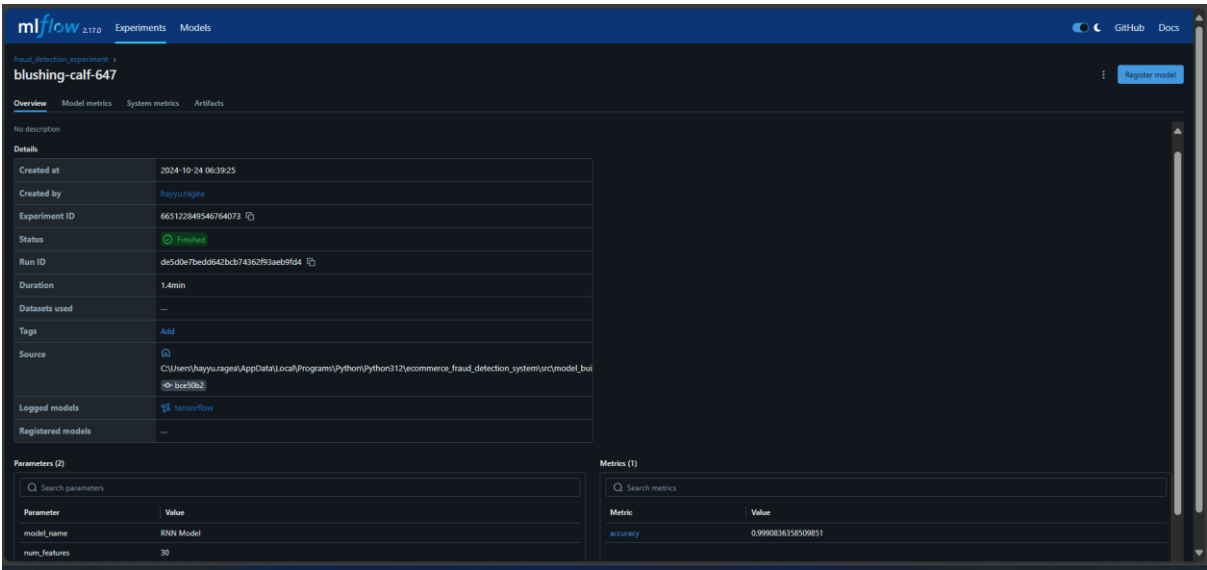 mlflow 2.17.0 Experiments Models GitHub Docs
fraud_detection_experiment >
blushing-calf-647
Register model
Overview Model metrics System metrics Artifacts
No description
Details
Created at 2024-10-24 06:39:25
Created by hayyu.ragea
Experiment ID 665122849546764073
Status Finished
Run ID de5d0e7bedd642bcb74362f93aeb9fd4
Duration 1.4min
Datasets used —
Tags Add
Source
C:\Users\hayyu.ragea\AppData\Local\Programs\Python\Python312\ecommerce_fraud_detection_system\src\model_bui
bce50b2
Logged models tensorflow
Registered models —
Parameters (2)
Search parameters
Parameter Value
model_name RNN Model
num_features 30
Metrics (1)
Search metrics
Metric Value
accuracy 0.9990836358509851